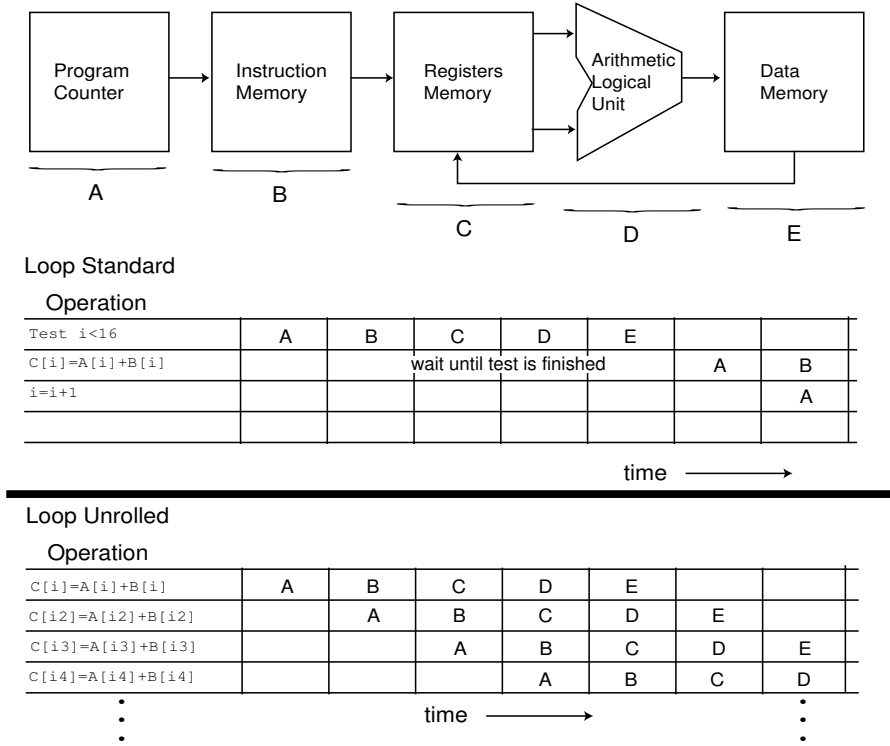 Program
Counter
Instruction
Memory
Registers
Memory
Arithmetic
Logical
Unit
Data
Memory
A
B
C
D
E
Loop Standard
Operation
Test i<16 A B C D E
C[i]=A[i]+B[i] wait until test is finished A B
i=i+1 A
time
Loop Unrolled
Operation
C[i]=A[i]+B[i] A B C D E
C[i2]=A[i2]+B[i2] A B C D E
C[i3]=A[i3]+B[i3] A B C D E
C[i4]=A[i4]+B[i4] A B C D
time